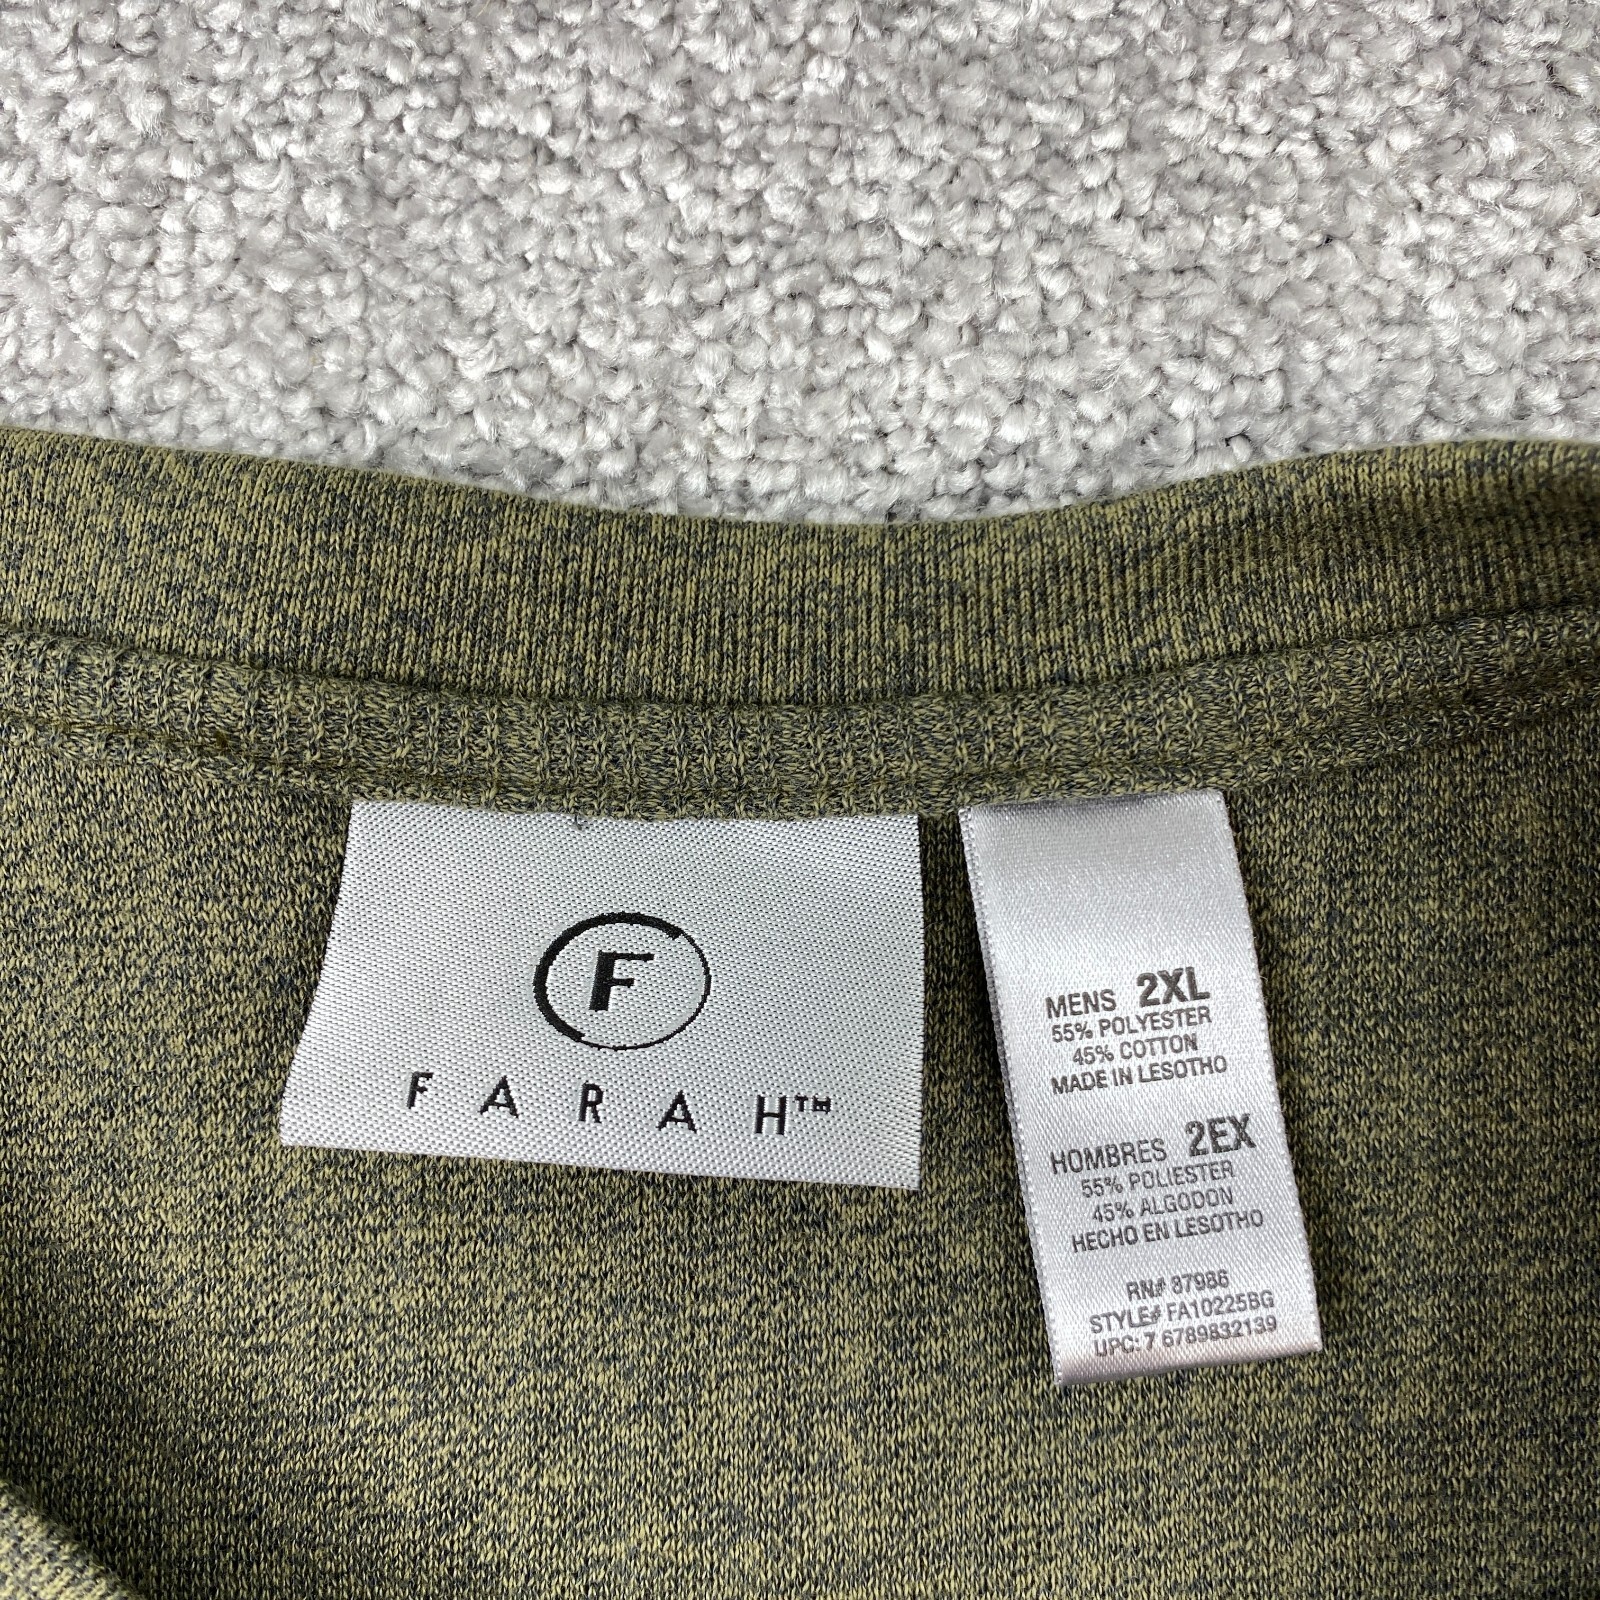 F
FARAH™
MENS 2XL
55% POLYESTER
45% COTTON
MADE IN LESOTHO
HOMBRES 2EX
55% POLIESTER
45% ALGODON
HECHO EN LESOTHO
RN# 87986
STYLE# FA10225BG
UPC: 7 6789832139